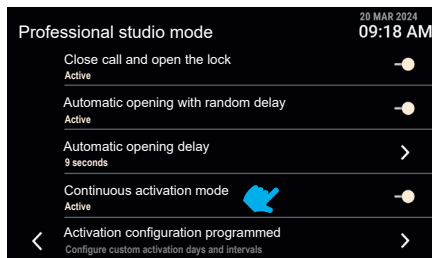 20 MAR 2024
Professional studio mode
09:18 AM
Close call and open the lock
Active
Automatic opening with random delay
Active
Automatic opening delay
9 seconds
Continuous activation mode
Active
Activation configuration programmed
Configure custom activation days and intervals